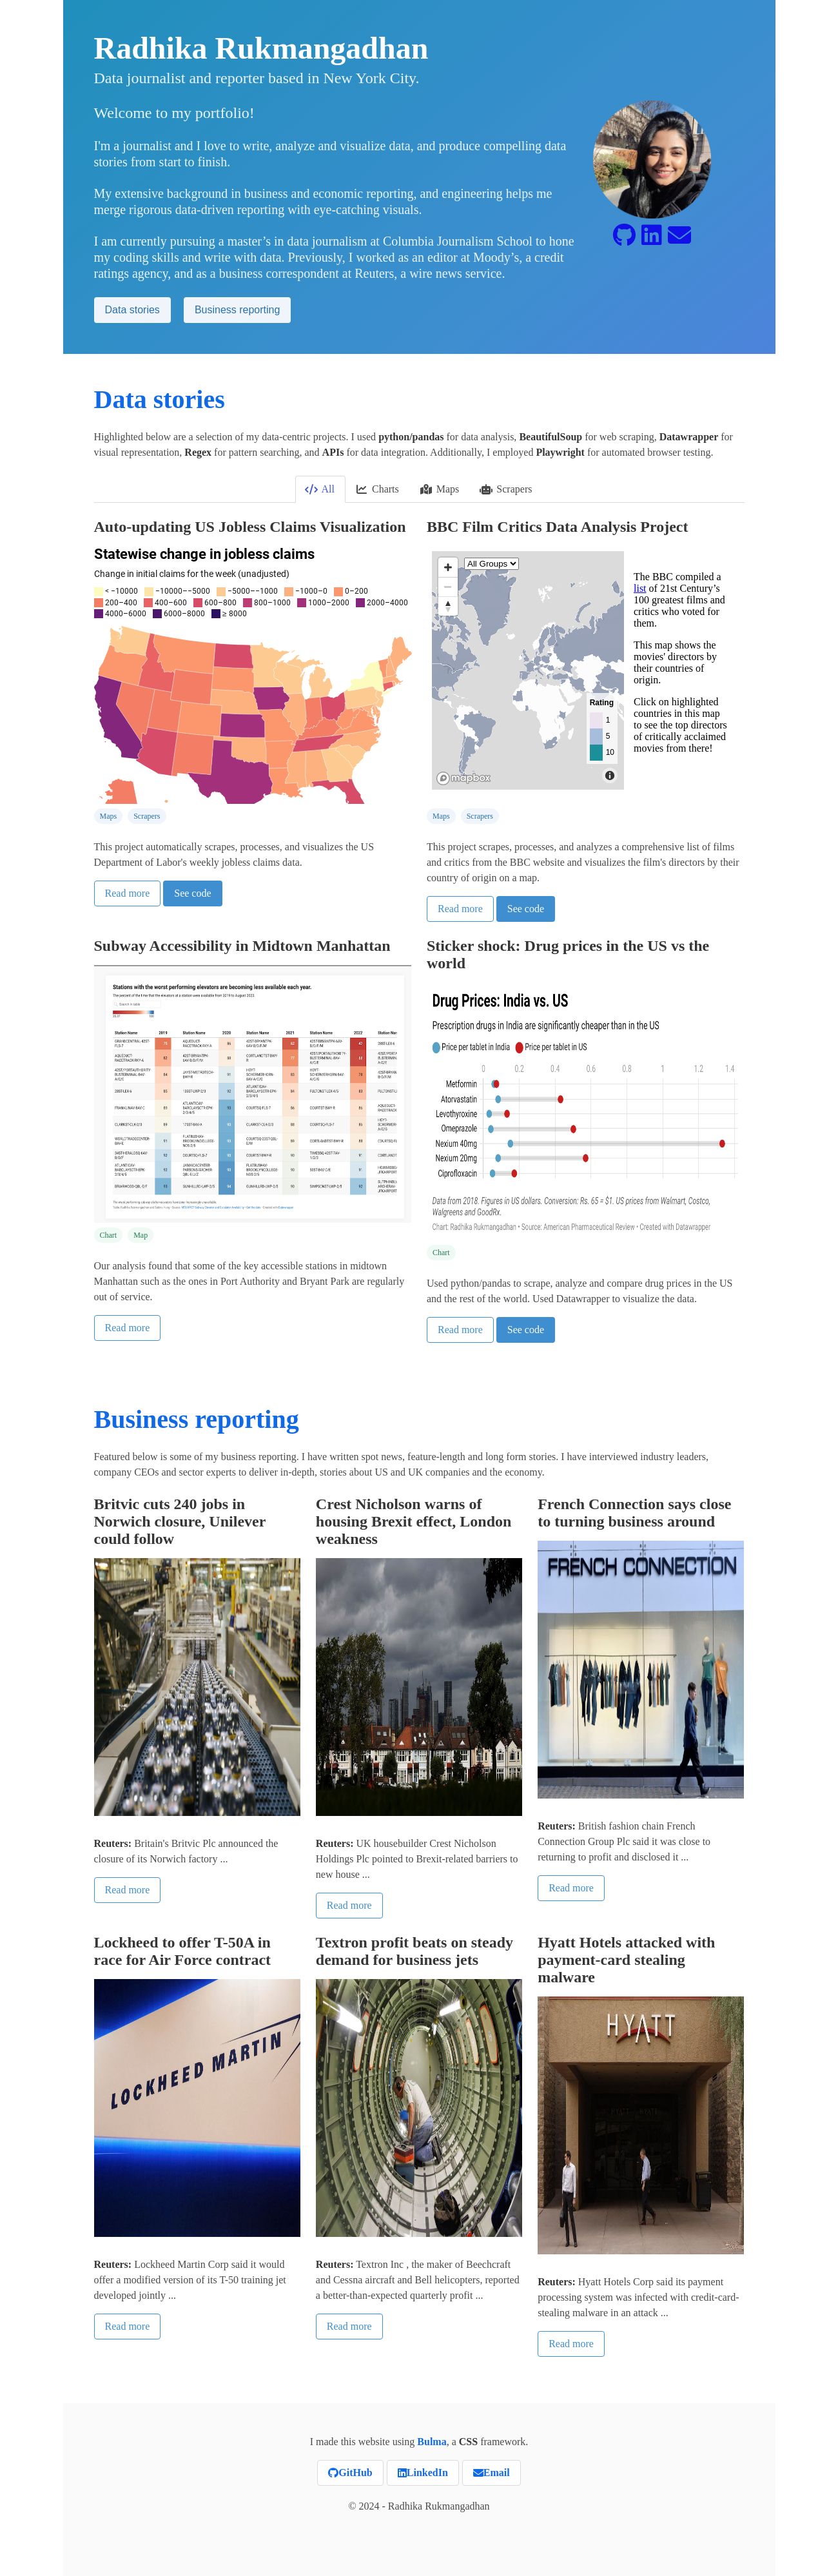 Radhika Rukmangadhan
Data journalist and reporter based in New York City.
Welcome to my portfolio!
I'm a journalist and I love to write, analyze and visualize data, and produce compelling data
stories from start to finish.
My extensive background in business and economic reporting, and engineering helps me
merge rigorous data-driven reporting with eye-catching visuals.
I am currently pursuing a master’s in data journalism at Columbia Journalism School to hone
my coding skills and write with data. Previously, I worked as an editor at Moody’s, a credit
ratings agency, and as a business correspondent at Reuters, a wire news service.
Data stories
Business reporting
Data stories
Highlighted below are a selection of my data-centric projects. I used python/pandas for data analysis, BeautifulSoup for web scraping, Datawrapper for
visual representation, Regex for pattern searching, and APIs for data integration. Additionally, I employed Playwright for automated browser testing.
All
Charts
Maps
Scrapers
Auto-updating US Jobless Claims Visualization
Statewise change in jobless claims
Change in initial claims for the week (unadjusted)
< −10000 −10000–−5000 −5000–−1000 −1000–0 0–200
200–400 400–600 600–800 800–1000 1000–2000 2000–4000
4000–6000 6000–8000 ≥ 8000
Maps Scrapers
This project automatically scrapes, processes, and visualizes the US
Department of Labor's weekly jobless claims data.
Read more
See code
BBC Film Critics Data Analysis Project
All Groups
Rating
1
5
10
mapbox
The BBC compiled a
list of 21st Century’s
100 greatest films and
critics who voted for
them.
This map shows the
movies' directors by
their countries of
origin.
Click on highlighted
countries in this map
to see the top directors
of critically acclaimed
movies from there!
Maps Scrapers
This project scrapes, processes, and analyzes a comprehensive list of films
and critics from the BBC website and visualizes the film's directors by their
country of origin on a map.
Read more
See code
Subway Accessibility in Midtown Manhattan
Stations with the worst performing elevators are becoming less available each year.
Station Name 2019 Station Name 2020 Station Name 2021 Station Name 2022 Station Name
Chart Map
Our analysis found that some of the key accessible stations in midtown
Manhattan such as the ones in Port Authority and Bryant Park are regularly
out of service.
Read more
Sticker shock: Drug prices in the US vs the
world
Drug Prices: India vs. US
Prescription drugs in India are significantly cheaper than in the US
Price per tablet in India Price per tablet in US
0 0.2 0.4 0.6 0.8 1 1.2 1.4
Metformin
Atorvastatin
Levothyroxine
Omeprazole
Nexium 40mg
Nexium 20mg
Ciprofloxacin
Data from 2018. Figures in US dollars. Conversion: Rs. 65 = $1. US prices from Walmart, Costco,
Walgreens and GoodRx.
Chart: Radhika Rukmangadhan • Source: American Pharmaceutical Review • Created with Datawrapper
Chart
Used python/pandas to scrape, analyze and compare drug prices in the US
and the rest of the world. Used Datawrapper to visualize the data.
Read more
See code
Business reporting
Featured below is some of my business reporting. I have written spot news, feature-length and long form stories. I have interviewed industry leaders,
company CEOs and sector experts to deliver in-depth, stories about US and UK companies and the economy.
Britvic cuts 240 jobs in
Norwich closure, Unilever
could follow
Reuters: Britain's Britvic Plc announced the
closure of its Norwich factory ...
Read more
Crest Nicholson warns of
housing Brexit effect, London
weakness
Reuters: UK housebuilder Crest Nicholson
Holdings Plc pointed to Brexit-related barriers to
new house ...
Read more
French Connection says close
to turning business around
FRENCH CONNECTION
Reuters: British fashion chain French
Connection Group Plc said it was close to
returning to profit and disclosed it ...
Read more
Lockheed to offer T-50A in
race for Air Force contract
LOCKHEED MARTIN
Reuters: Lockheed Martin Corp said it would
offer a modified version of its T-50 training jet
developed jointly ...
Read more
Textron profit beats on steady
demand for business jets
Reuters: Textron Inc , the maker of Beechcraft
and Cessna aircraft and Bell helicopters, reported
a better-than-expected quarterly profit ...
Read more
Hyatt Hotels attacked with
payment-card stealing
malware
HYATT
Reuters: Hyatt Hotels Corp said its payment
processing system was infected with credit-card-
stealing malware in an attack ...
Read more
I made this website using Bulma, a CSS framework.
GitHub
LinkedIn
Email
© 2024 - Radhika Rukmangadhan